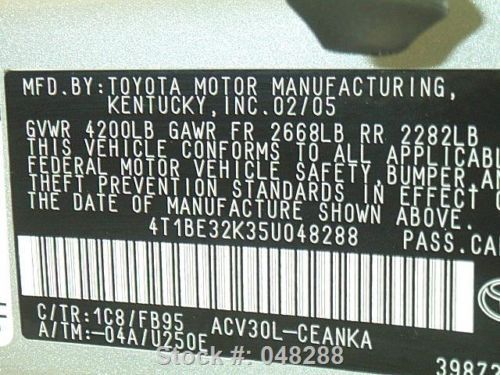 MFD.BY:TOYOTA MOTOR MANUFACTURING,
KENTUCKY,INC.02/05
GVWR 4200LB GAWR FR 2668LB RR 2282LB
THIS VEHICLE CONFORMS TO ALL APPLICABL
FEDERAL MOTOR VEHICLE SAFETY, BUMPER,AN
THEFT PREVENTION STANDARDS IN EFFECT O
THE DATE OF MANUFACTURE SHOWN ABOVE.
4T1BE32K35U048288 PASS.CA
C/TR:1C8/FB95 ACV30L-CEANKA
A/TM:-04A/U250E
Stock #: 048288
3987